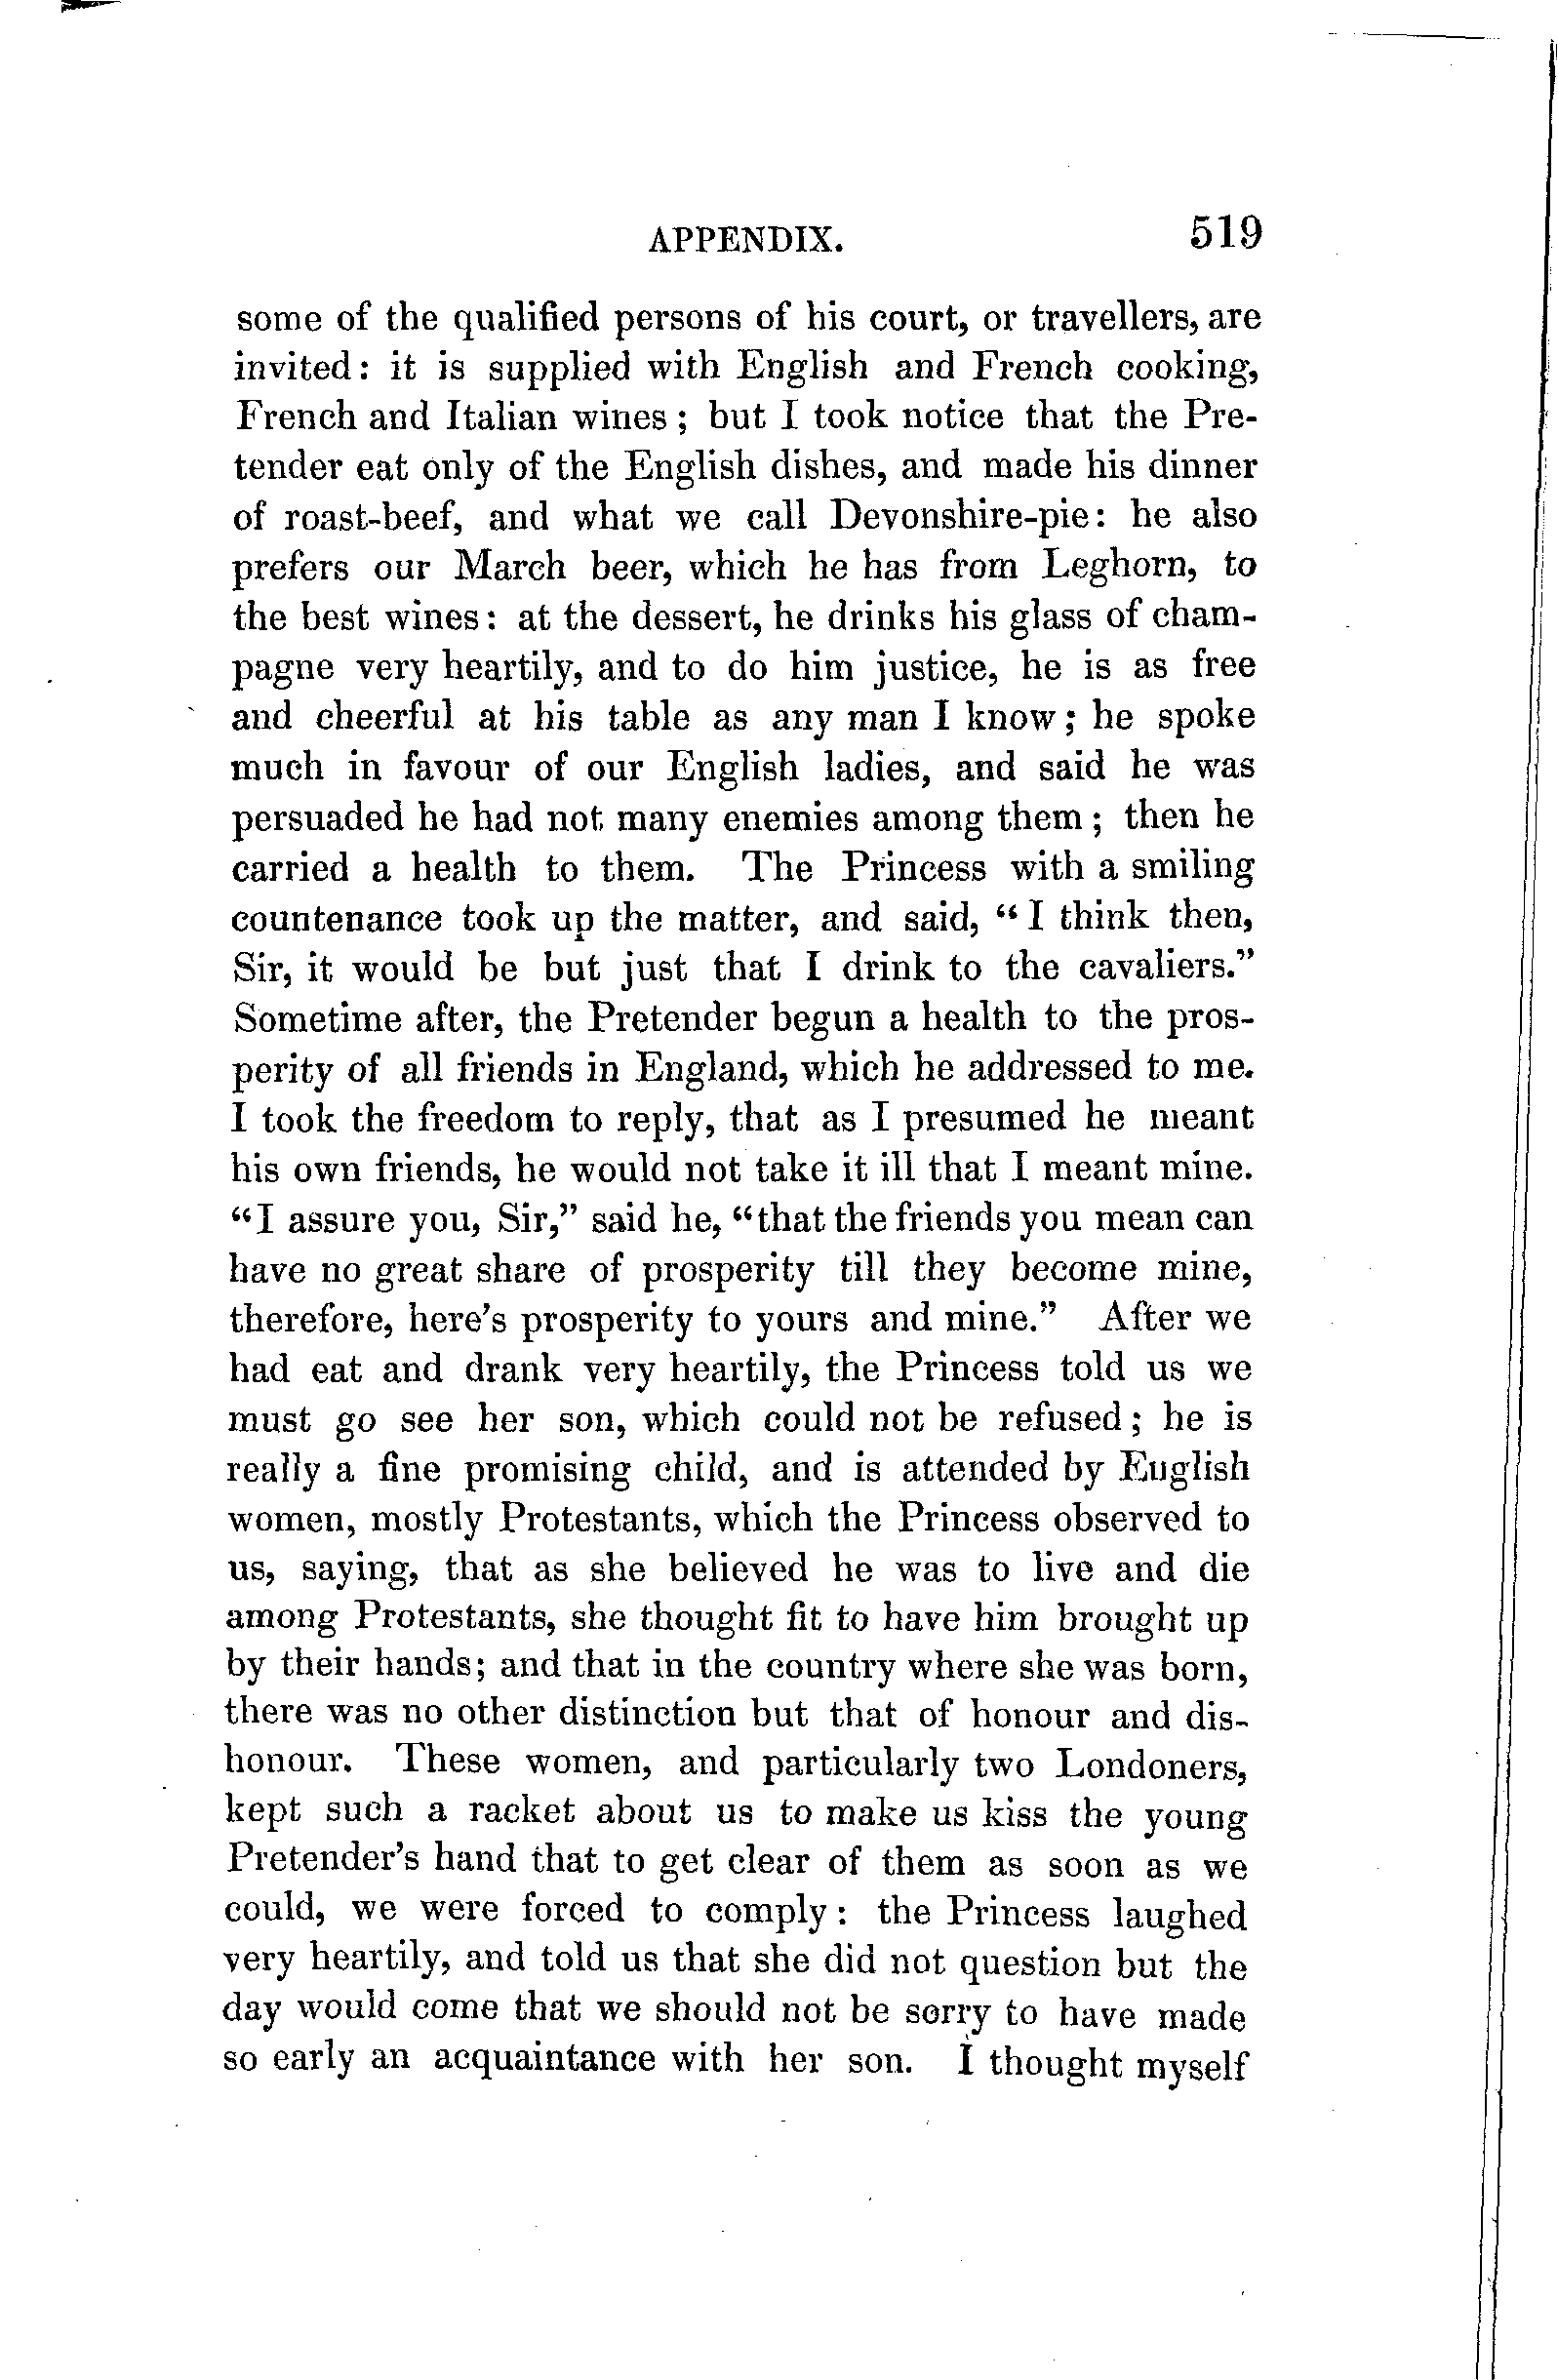 APPENDIX. 519
some of the qualified persons of his court, or travellers, are
invited: it is supplied with English and French cooking,
French and Italian wines; but I took notice that the Pre-
tender eat only of the English dishes, and made his dinner
of roast-beef, and what we call Devonshire-pie: he also
prefers our March beer, which he has from Leghorn, to
the best wines: at the dessert, he drinks his glass of cham-
pagne very heartily, and to do him justice, he is as free
and cheerful at his table as any man I know; he spoke
much in favour of our English ladies, and said he was
persuaded he had not many enemies among them; then he
carried a health to them. The Princess with a smiling
countenance took up the matter, and said, "I think then,
Sir, it would be but just that I drink to the cavaliers."
Sometime after, the Pretender begun a health to the pros-
perity of all friends in England, which he addressed to me.
I took the freedom to reply, that as I presumed he meant
his own friends, he would not take it ill that I meant mine.
"I assure you, Sir," said he, "that the friends you mean can
have no great share of prosperity till they become mine,
therefore, here's prosperity to yours and mine." After we
had eat and drank very heartily, the Princess told us we
must go see her son, which could not be refused; he is
really a fine promising child, and is attended by English
women, mostly Protestants, which the Princess observed to
us, saying, that as she believed he was to live and die
among Protestants, she thought fit to have him brought up
by their hands; and that in the country where she was born,
there was no other distinction but that of honour and dis-
honour. These women, and particularly two Londoners,
kept such a racket about us to make us kiss the young
Pretender's hand that to get clear of them as soon as we
could, we were forced to comply: the Princess laughed
very heartily, and told us that she did not question but the
day would come that we should not be sorry to have made
so early an acquaintance with her son. I thought myself